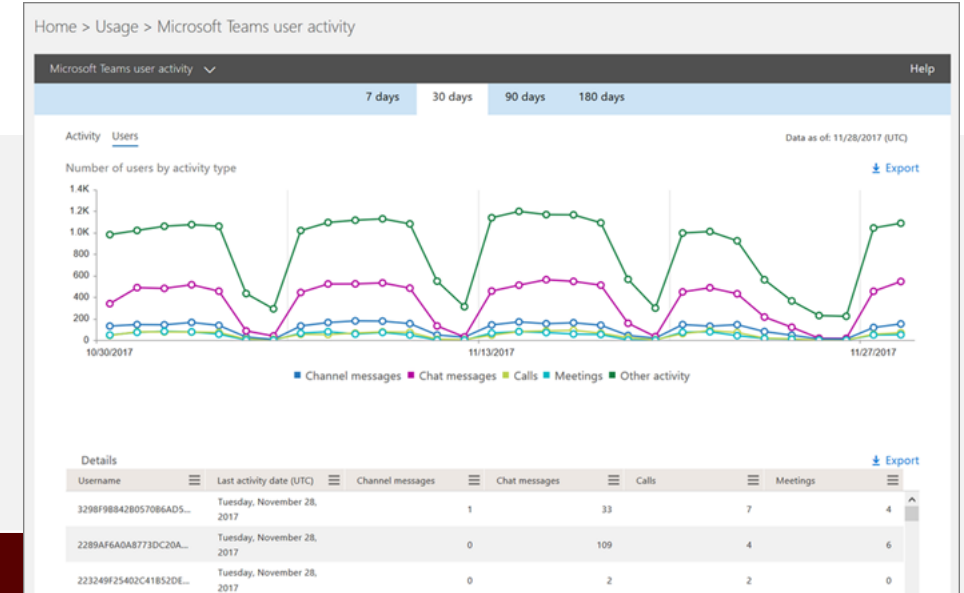 Home > Usage > Microsoft Teams user activity
Microsoft Teams user activity Help
7 days 30 days 90 days 180 days
Activity Users Data as of: 11/28/2017 (UTC)
Number of users by activity type Export
1.4K
1.2K
1.0K
800
600
400
200
0
10/30/2017 11/13/2017 11/27/2017
Channel messages Chat messages Calls Meetings Other activity
Details Export
Username Last activity date (UTC) Channel messages Chat messages Calls Meetings
3298F98842B0570B6AD5... Tuesday, November 28, 2017 1 33 7 4
2289AF6A0A8773DC20A... Tuesday, November 28, 2017 0 109 4 6
223249F25402C41B52DE... Tuesday, November 28, 2017 0 2 2 0